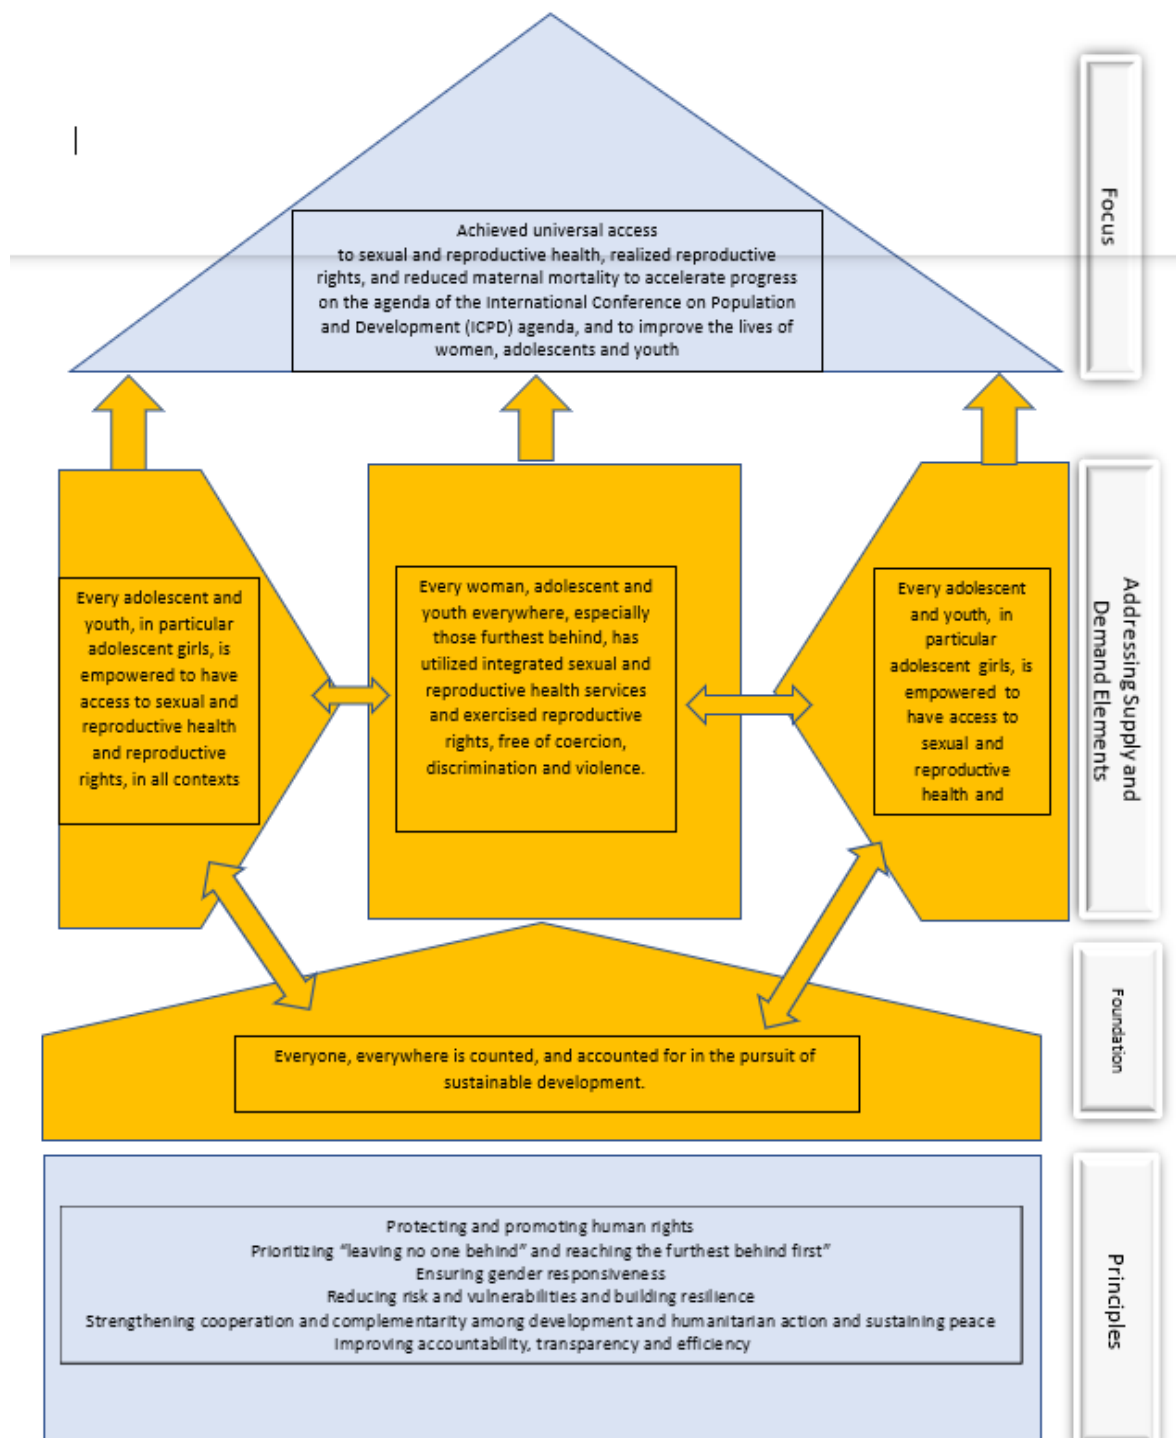 Focus
Achieved universal access
to sexual and reproductive health, realized reproductive
rights, and reduced maternal mortality to accelerate progress
on the agenda of the International Conference on Population
and Development (ICPD) agenda, and to improve the lives of
women, adolescents and youth
Addressing Supply and
Demand Elements
Every adolescent and
youth, in particular
adolescent girls, is
empowered to have
access to sexual and
reproductive health
and reproductive
rights, in all contexts
Every woman, adolescent and
youth everywhere, especially
those furthest behind, has
utilized integrated sexual and
reproductive health services
and exercised reproductive
rights, free of coercion,
discrimination and violence.
Every adolescent
and youth, in
particular
adolescent girls, is
empowered to
have access to
sexual and
reproductive
health and
Foundation
Everyone, everywhere is counted, and accounted for in the pursuit of
sustainable development.
Principles
Protecting and promoting human rights
Prioritizing “leaving no one behind” and reaching the furthest behind first”
Ensuring gender responsiveness
Reducing risk and vulnerabilities and building resilience
Strengthening cooperation and complementarity among development and humanitarian action and sustaining peace
Improving accountability, transparency and efficiency